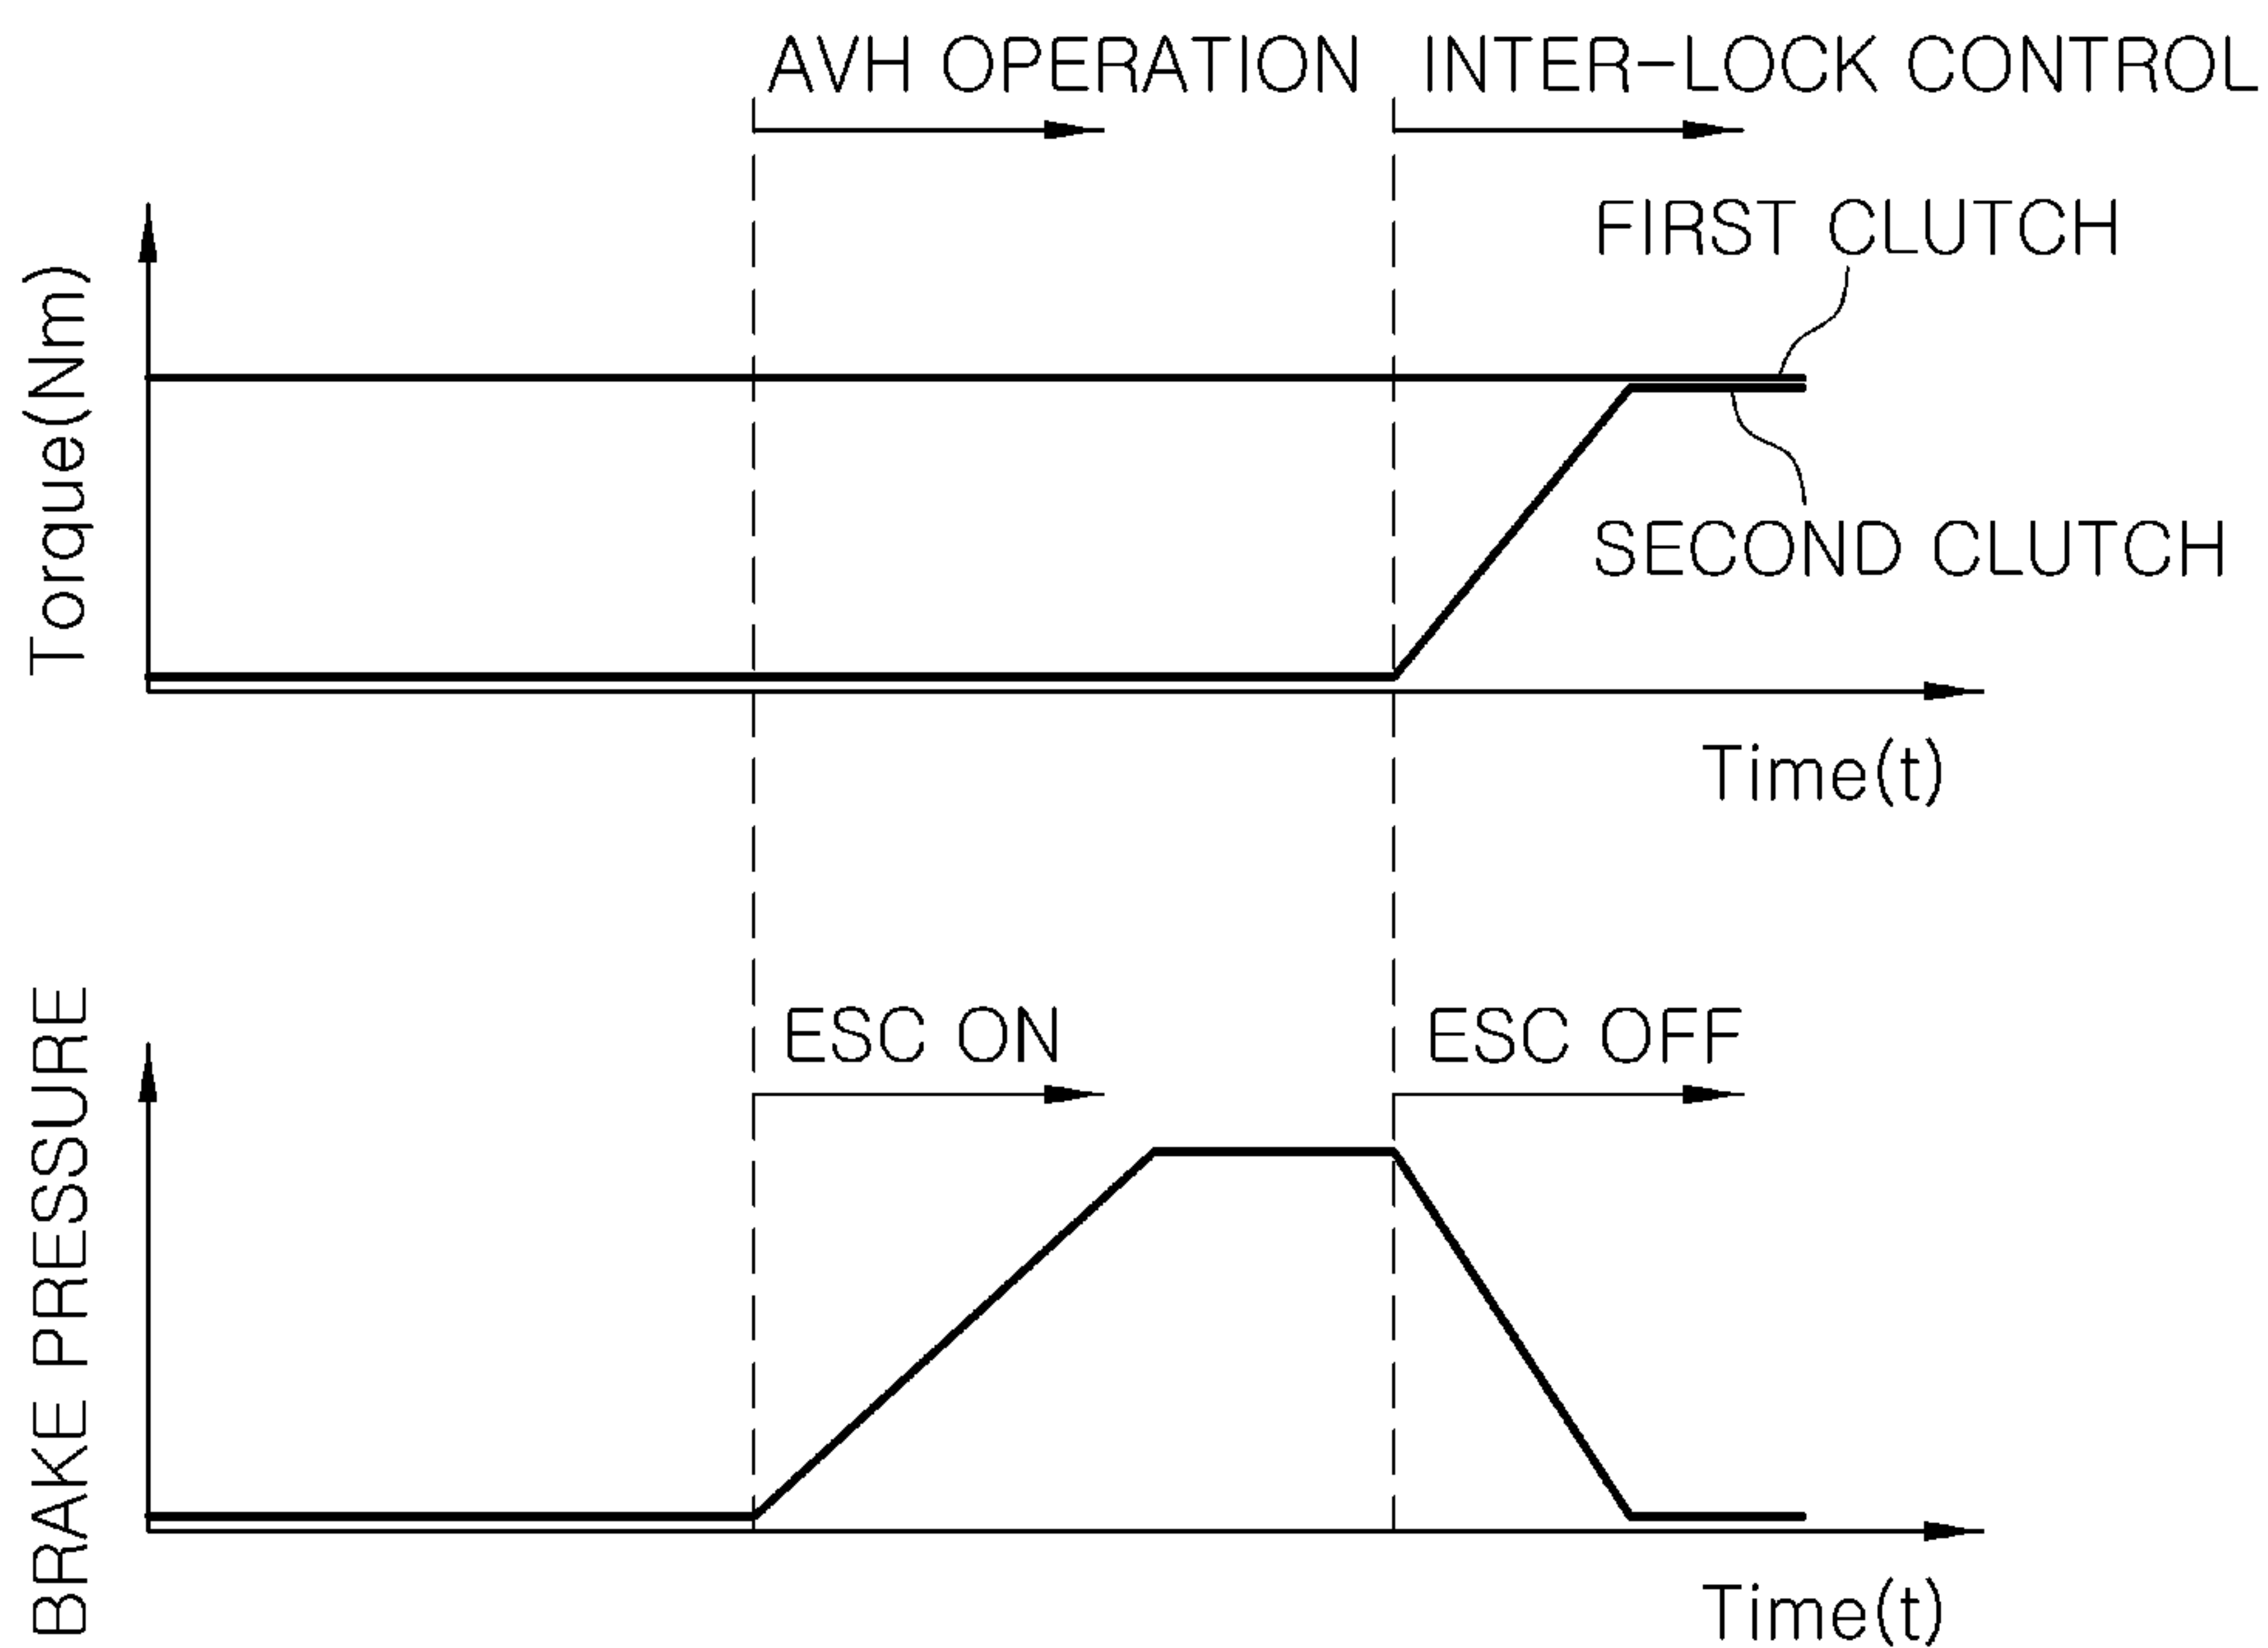 AVH OPERATION
INTER-LOCK CONTROL
FIRST CLUTCH
Torque(Nm)
SECOND CLUTCH
Time(t)
ESC ON
ESC OFF
BRAKE PRESSURE
Time(t)